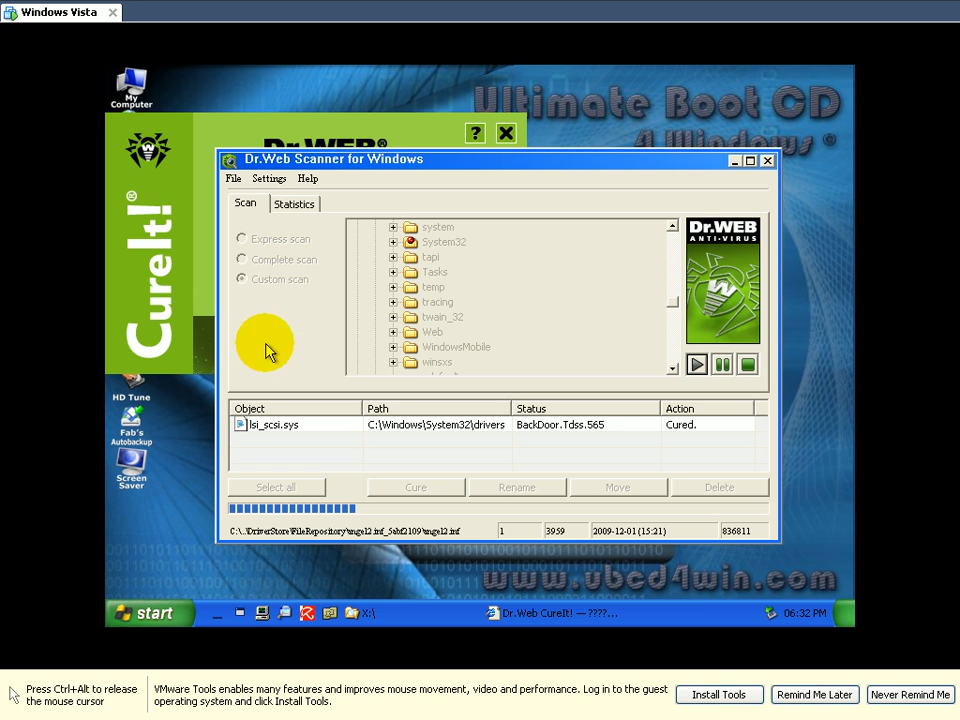 Windows Vista
My
Computer
Ultimate Boot CD
4 Windows ©
Dr.WEB®
CureIt!®
Dr.Web Scanner for Windows
File Settings Help
Scan Statistics
Express scan
Complete scan
Custom scan
system
System32
tapi
Tasks
temp
tracing
twain_32
Web
WindowsMobile
winsxs
Dr.WEB
ANTI-VIRUS
HD Tune
Fab's
Autobackup
Screen
Saver
Object Path Status Action
lsi_scsi.sys C:\Windows\System32\drivers BackDoor.Tdss.565 Cured.
Select all Cure Rename Move Delete
1 3959 2009-12-01 (15:21) 836811
www.ubcd4win.com
start X:\ Dr.Web CureIt! — ????... 06:32 PM
Press Ctrl+Alt to release
the mouse cursor
VMware Tools enables many features and improves mouse movement, video and performance. Log in to the guest
operating system and click Install Tools.
Install Tools Remind Me Later Never Remind Me